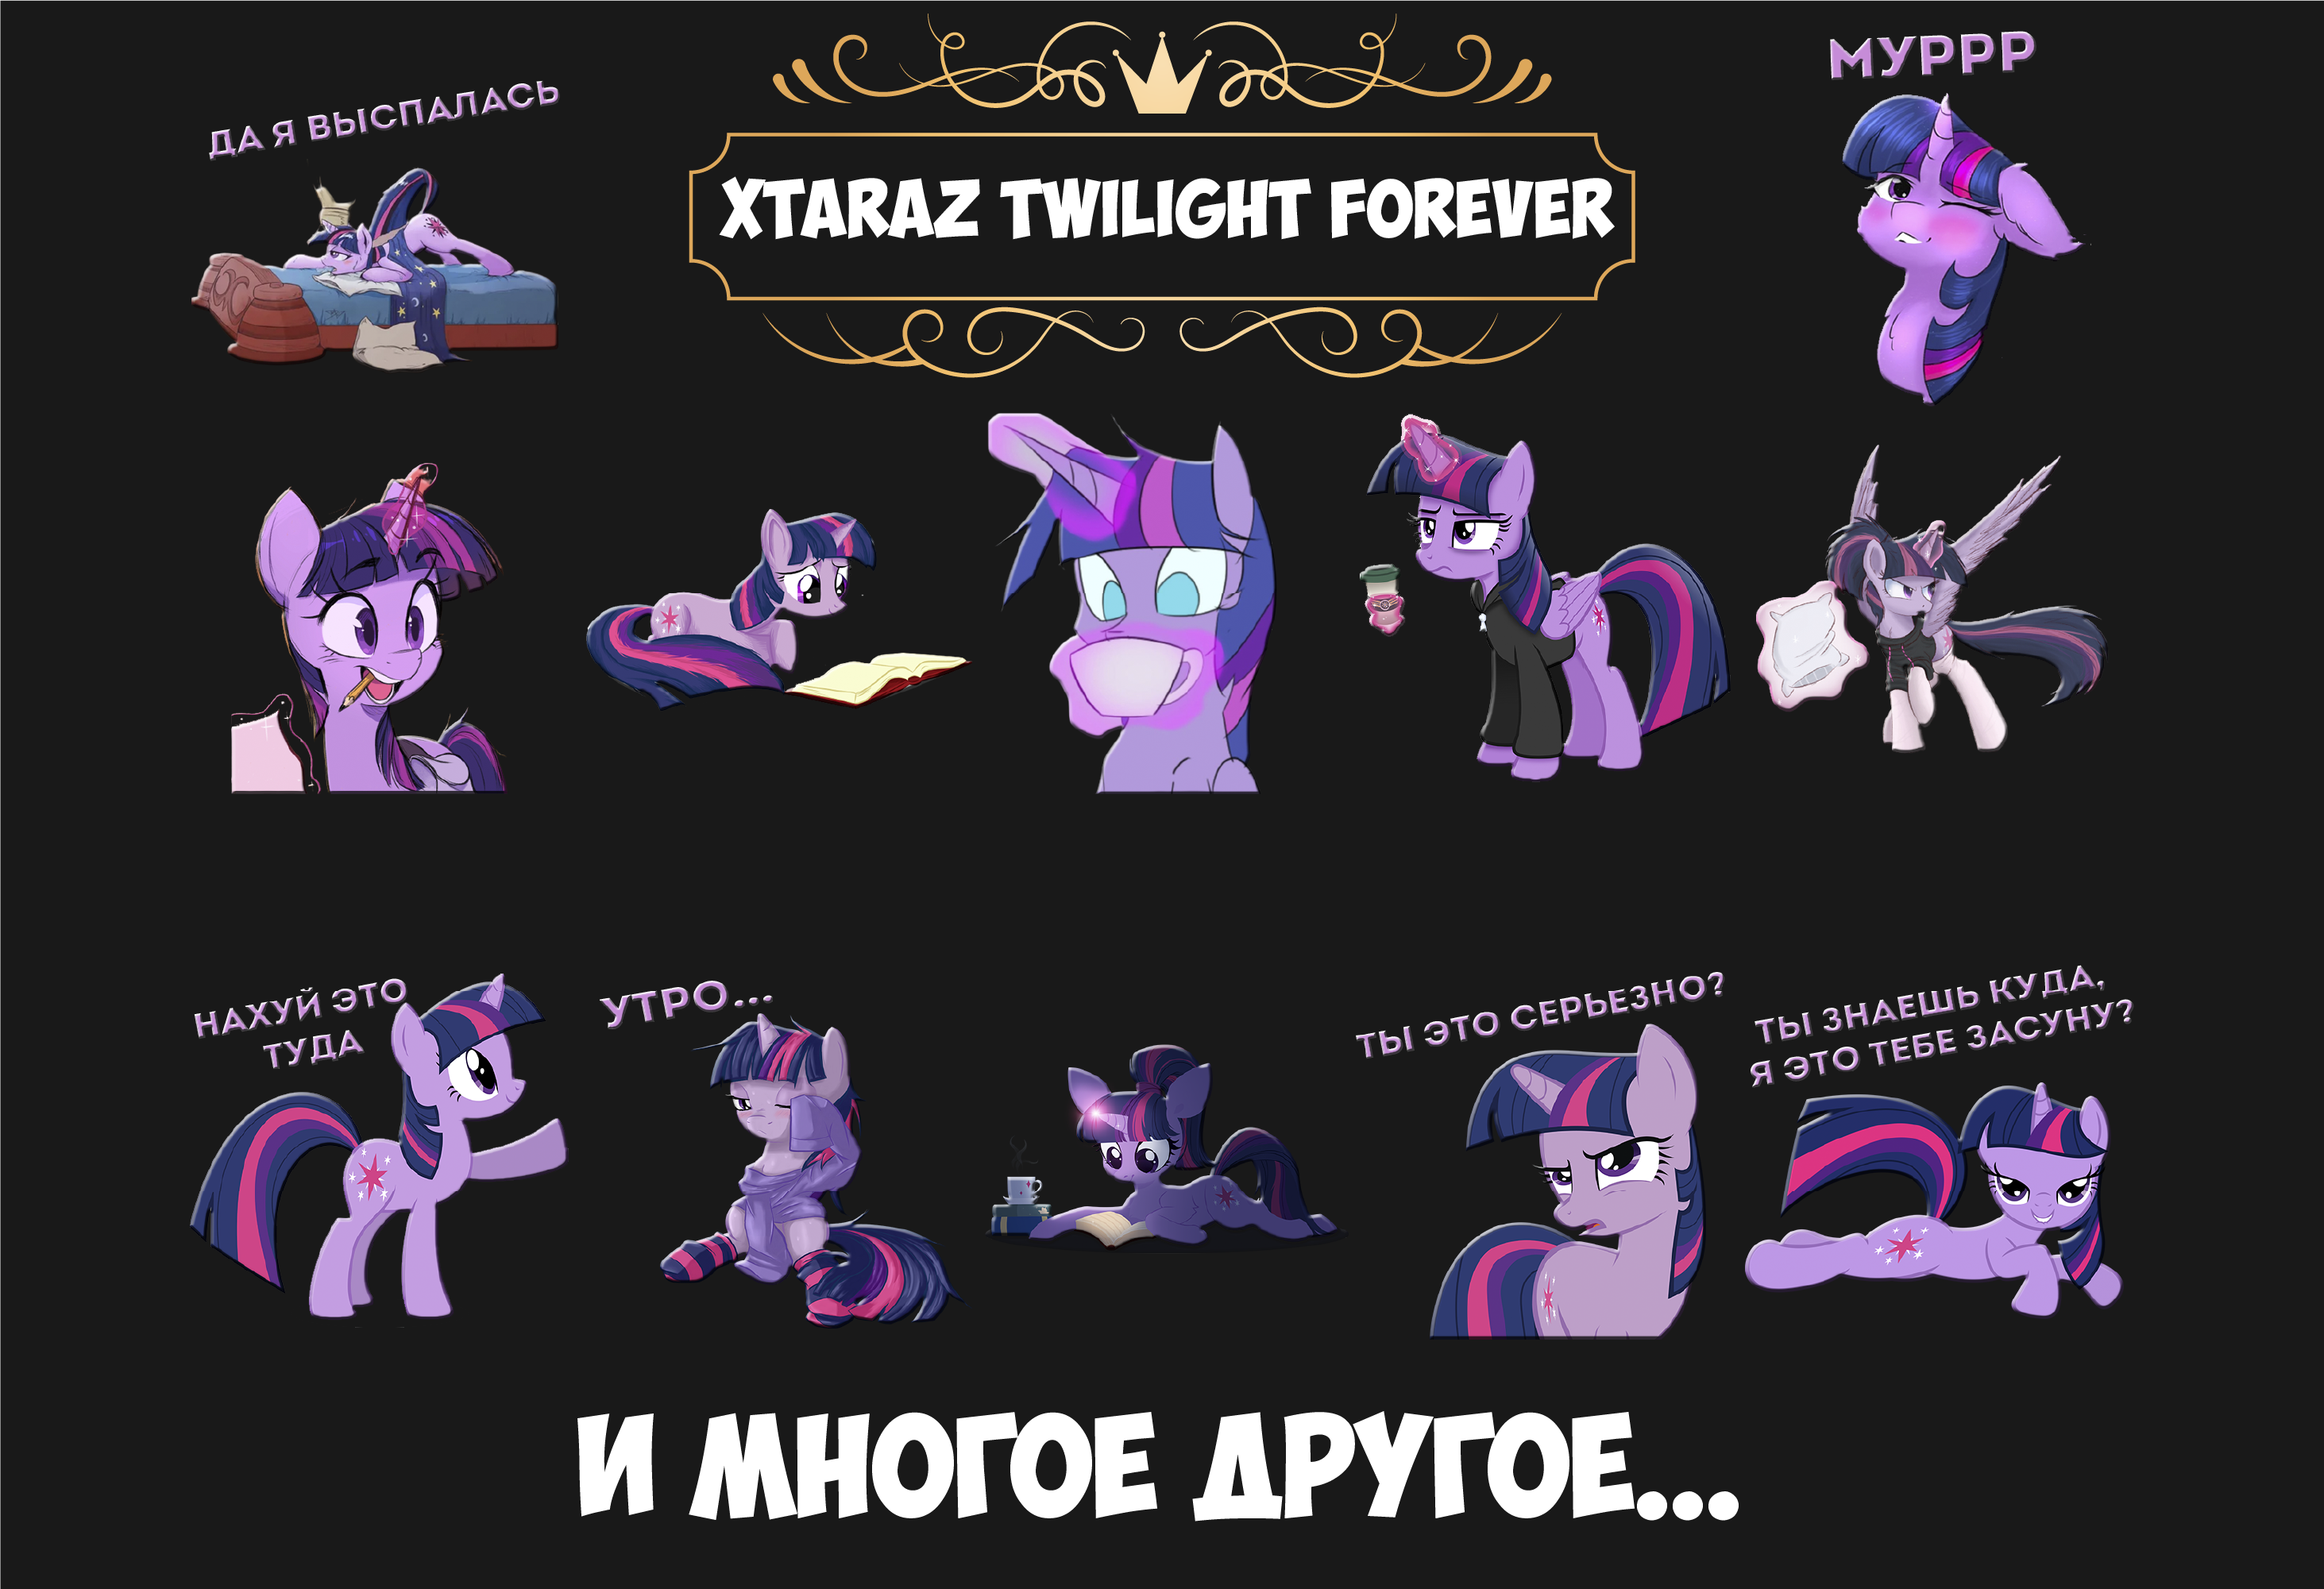 ДА Я ВЫСПАЛАСЬ
XTARAZ TWILIGHT FOREVER
МУРРР
НАХУЙ ЭТО
ТУДА
УТРО...
ТЫ ЭТО СЕРЬЕЗНО?
ТЫ ЗНАЕШЬ КУДА,
Я ЭТО ТЕБЕ ЗАСУНУ?
И МНОГОЕ ДРУГОЕ...